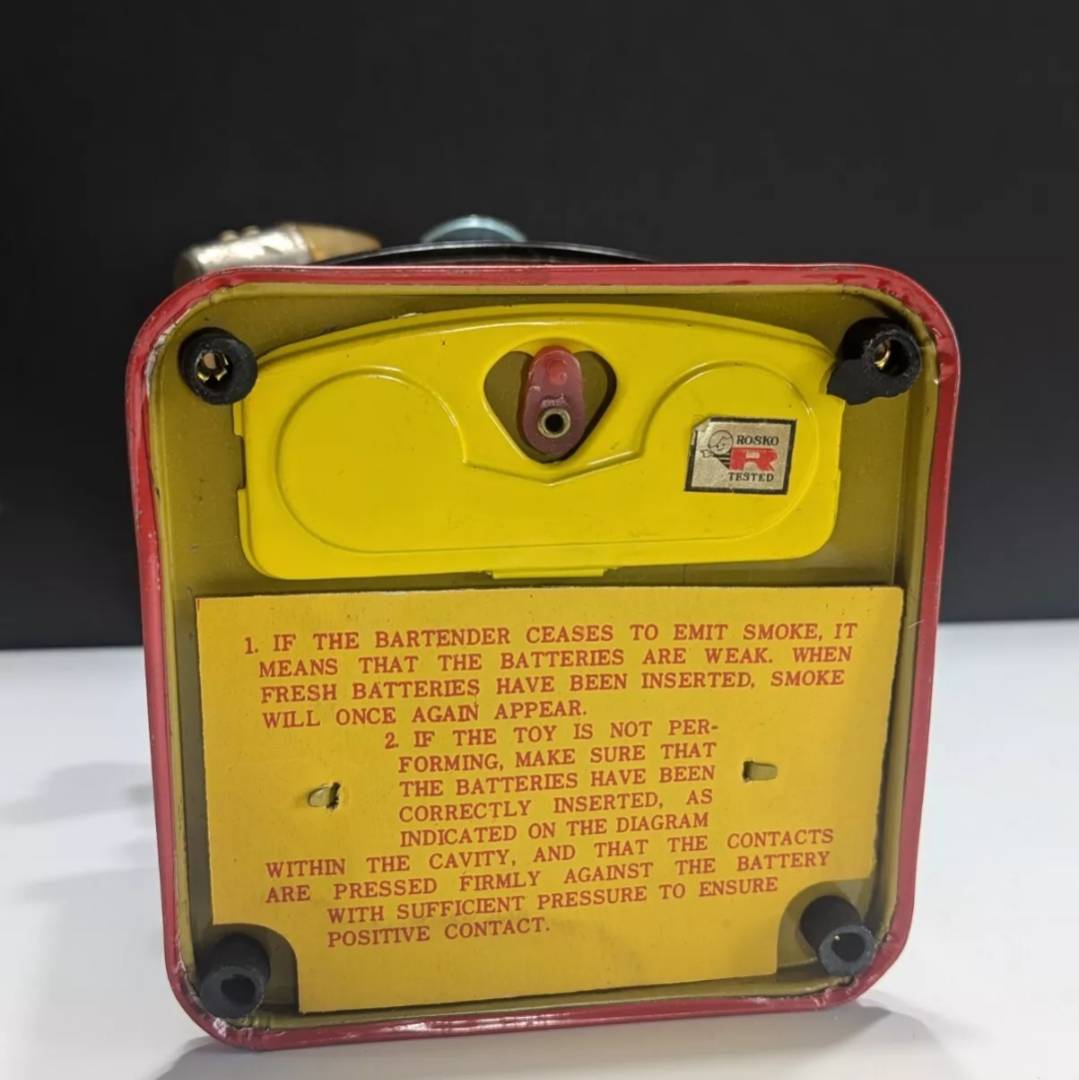 ROSKO
R
TESTED
1. IF THE BARTENDER CEASES TO EMIT SMOKE, IT
MEANS THAT THE BATTERIES ARE WEAK. WHEN
FRESH BATTERIES HAVE BEEN INSERTED, SMOKE
WILL ONCE AGAIN APPEAR.
2. IF THE TOY IS NOT PER-
FORMING, MAKE SURE THAT
THE BATTERIES HAVE BEEN
CORRECTLY INSERTED, AS
INDICATED ON THE DIAGRAM
WITHIN THE CAVITY, AND THAT THE CONTACTS
ARE PRESSED FIRMLY AGAINST THE BATTERY
WITH SUFFICIENT PRESSURE TO ENSURE
POSITIVE CONTACT.